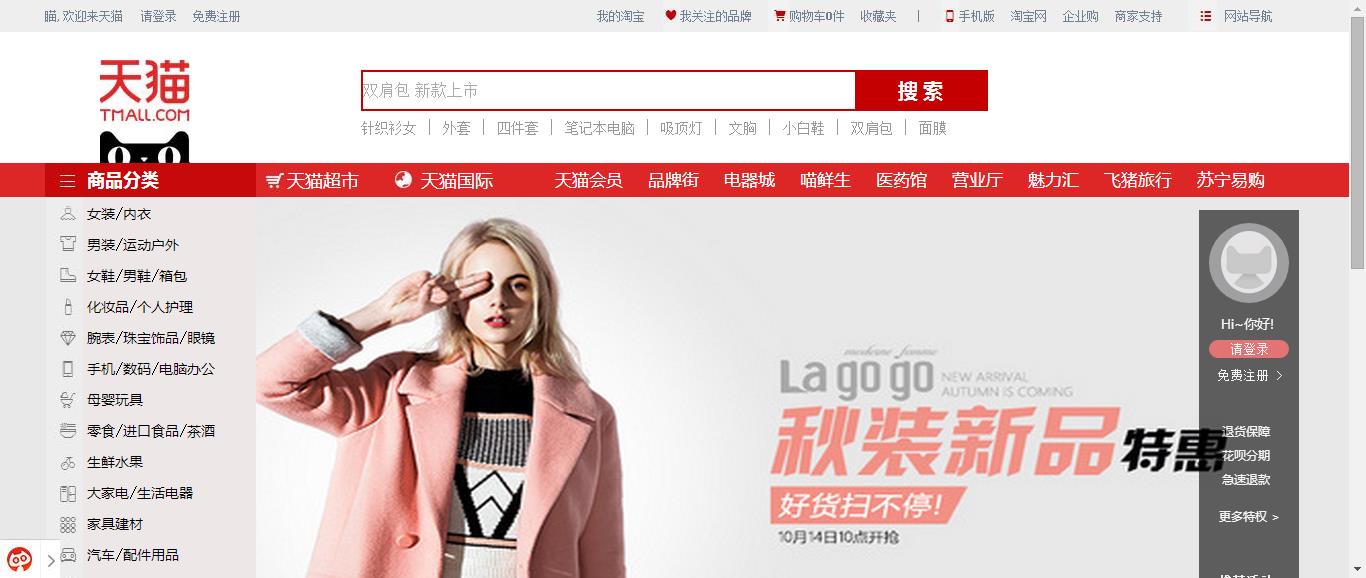 喵, 欢迎来天猫 请登录 免费注册 我的淘宝 我关注的品牌 购物车0件 收藏夹 | 手机版 淘宝网 企业购 商家支持 网站导航
天猫
TMALL.COM
双肩包 新款上市 搜索
针织衫女 | 外套 | 四件套 | 笔记本电脑 | 吸顶灯 | 文胸 | 小白鞋 | 双肩包 | 面膜
商品分类 天猫超市 天猫国际 天猫会员 品牌街 电器城 喵鲜生 医药馆 营业厅 魅力汇 飞猪旅行 苏宁易购
女装/内衣
男装/运动户外
女鞋/男鞋/箱包
化妆品/个人护理
腕表/珠宝饰品/眼镜
手机/数码/电脑办公
母婴玩具
零食/进口食品/茶酒
生鲜水果
大家电/生活电器
家具建材
汽车/配件用品
moderne femme
La go go NEW ARRIVAL
AUTUMN IS COMING
秋装新品特惠
好货扫不停!
10月14日10点开抢
Hi~你好!
请登录
免费注册 >
退货保障
花呗分期
急速退款
更多特权 >